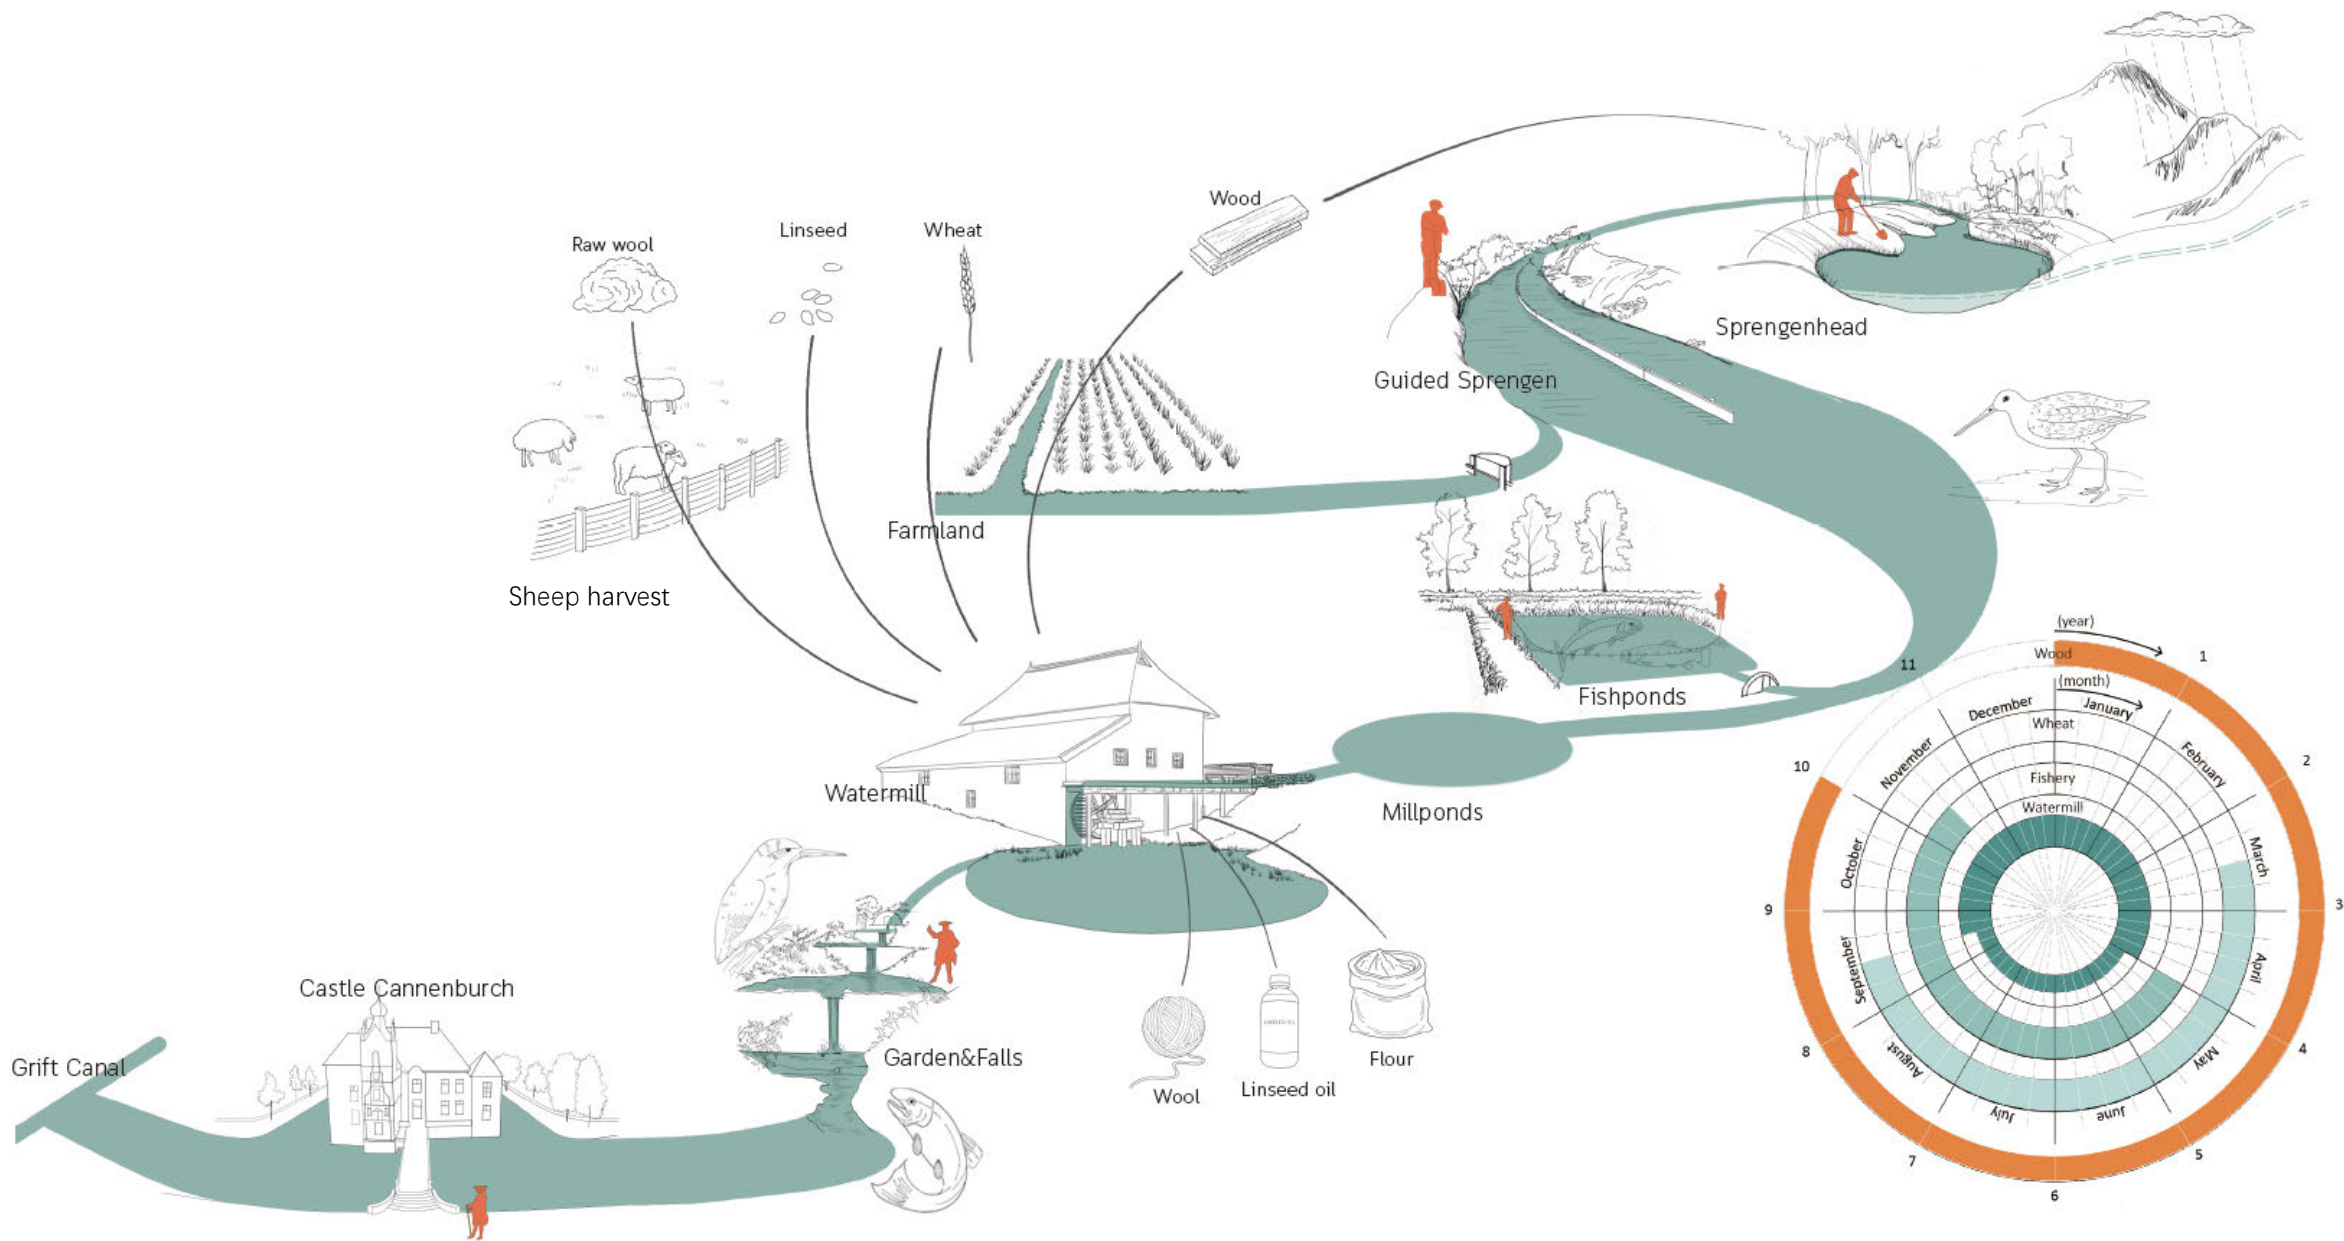 Wood
Linseed
Wheat
Raw wool
Sprengenhead
Guided Sprengen
Farmland
Sheep harvest
Fishponds
Watermill
Millponds
Castle Cannenburch
Grift Canal
Garden&Falls
Wool
Linseed oil
LINSEED OIL
Flour
(year)
Wood
(month)
Wheat
Fishery
Watermill
January
February
March
April
May
June
July
August
September
October
November
December
1
2
3
4
5
6
7
8
9
10
11